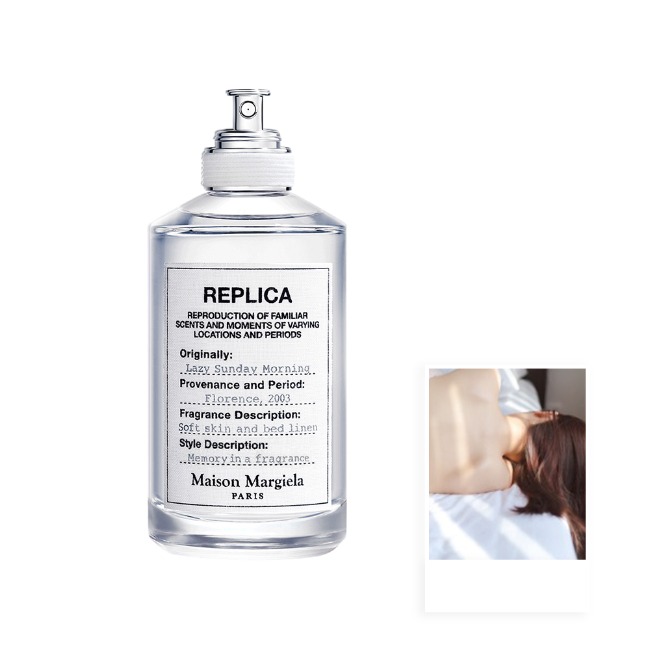 REPLICA
REPRODUCTION OF FAMILIAR
SCENTS AND MOMENTS OF VARYING
LOCATIONS AND PERIODS
Originally:
Lazy Sunday Morning
Provenance and Period:
Florence, 2003
Fragrance Description:
Soft skin and bed linen
Style Description:
Memory in a fragrance
Maison Margiela
PARIS